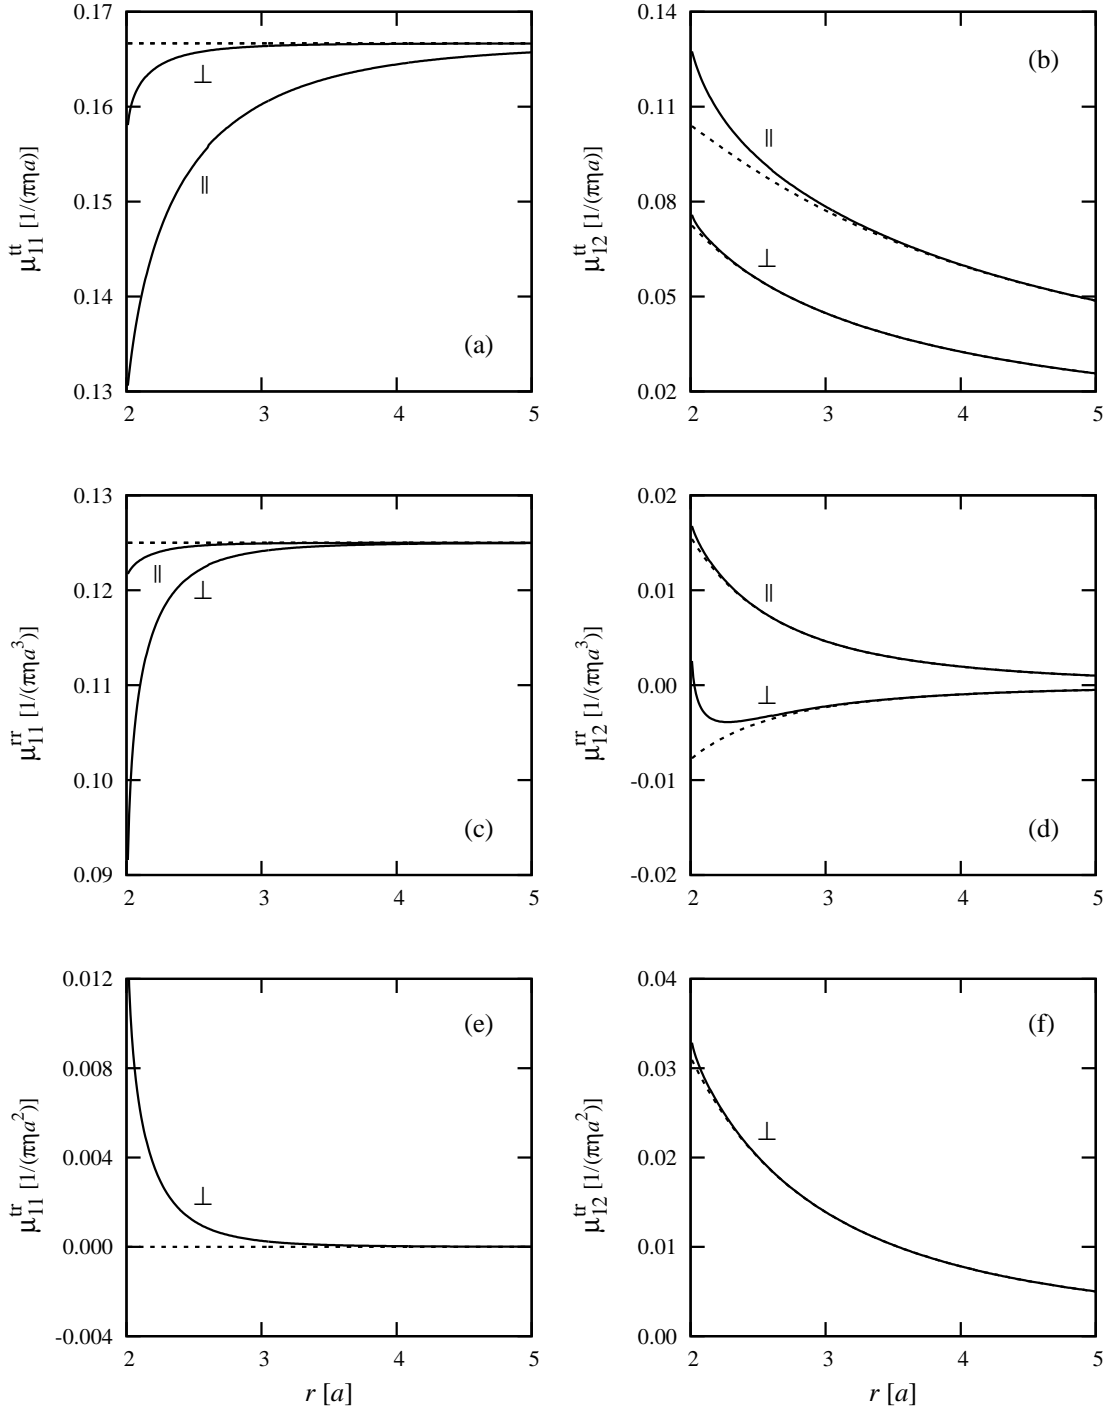 0.17
0.16
0.15
0.14
0.13
2 3 4 5
μ₁₁ᵗᵗ [1/(πηa)]
⊥
∥
(a)
0.14
0.11
0.08
0.05
0.02
2 3 4 5
μ₁₂ᵗᵗ [1/(πηa)]
(b)
∥
⊥
0.13
0.12
0.11
0.10
0.09
2 3 4 5
μ₁₁ʳʳ [1/(πηa³)]
∥
⊥
(c)
0.02
0.01
0.00
-0.01
-0.02
2 3 4 5
μ₁₂ʳʳ [1/(πηa³)]
∥
⊥
(d)
0.012
0.008
0.004
0.000
-0.004
2 3 4 5
μ₁₁ᵗʳ [1/(πηa²)]
(e)
⊥
r [a]
0.04
0.03
0.02
0.01
0.00
2 3 4 5
μ₁₂ᵗʳ [1/(πηa²)]
(f)
⊥
r [a]